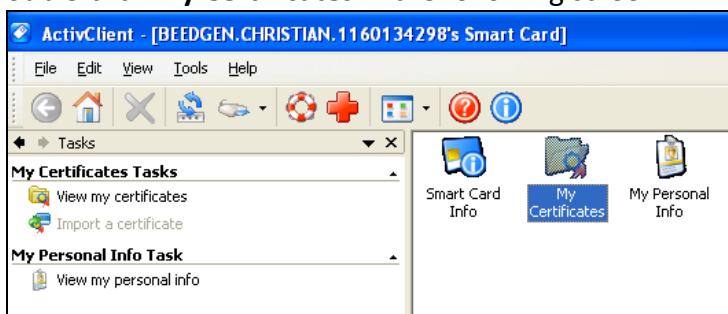 ActivClient - [BEEDGEN.CHRISTIAN.1160134298's Smart Card]
File Edit View Tools Help
Tasks
My Certificates Tasks
View my certificates
Import a certificate
My Personal Info Task
View my personal info
Smart Card
Info
My
Certificates
My Personal
Info